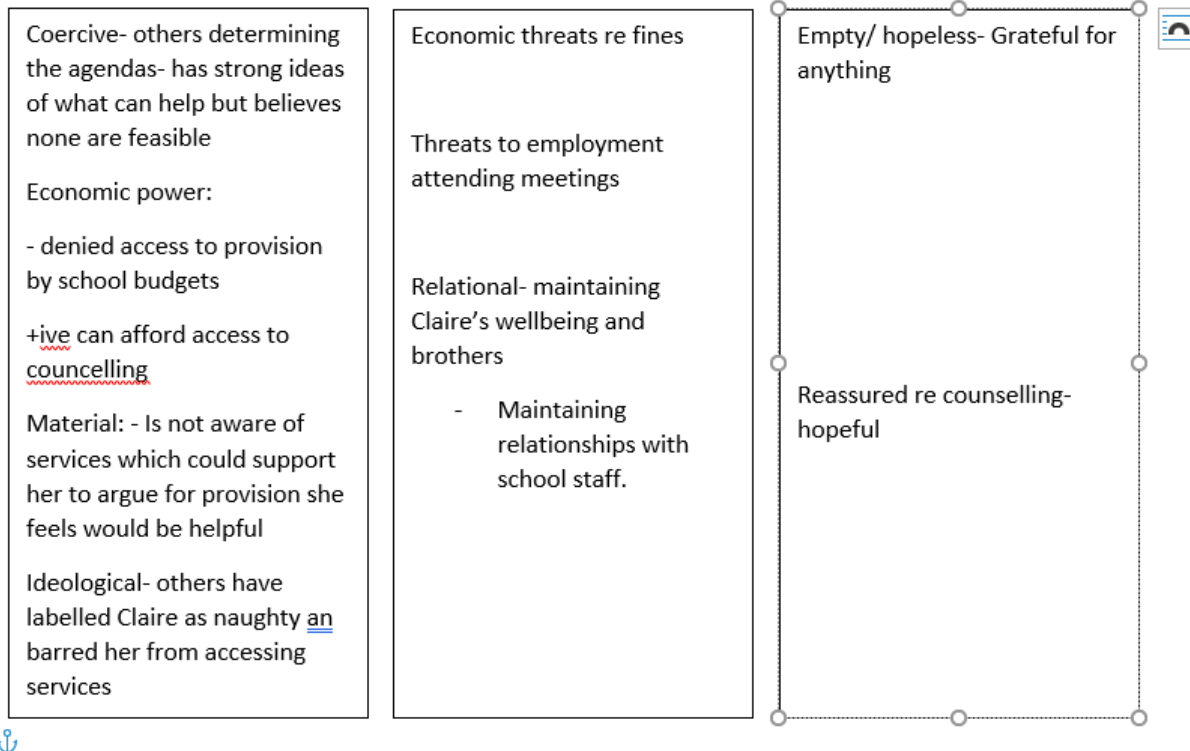 Coercive- others determining
the agendas- has strong ideas
of what can help but believes
none are feasible
Economic power:
- denied access to provision
by school budgets
+ive can afford access to
councelling
Material: - Is not aware of
services which could support
her to argue for provision she
feels would be helpful
Ideological- others have
labelled Claire as naughty an
barred her from accessing
services
Economic threats re fines
Threats to employment
attending meetings
Relational- maintaining
Claire’s wellbeing and
brothers
- Maintaining
relationships with
school staff.
Empty/ hopeless- Grateful for
anything
Reassured re counselling-
hopeful